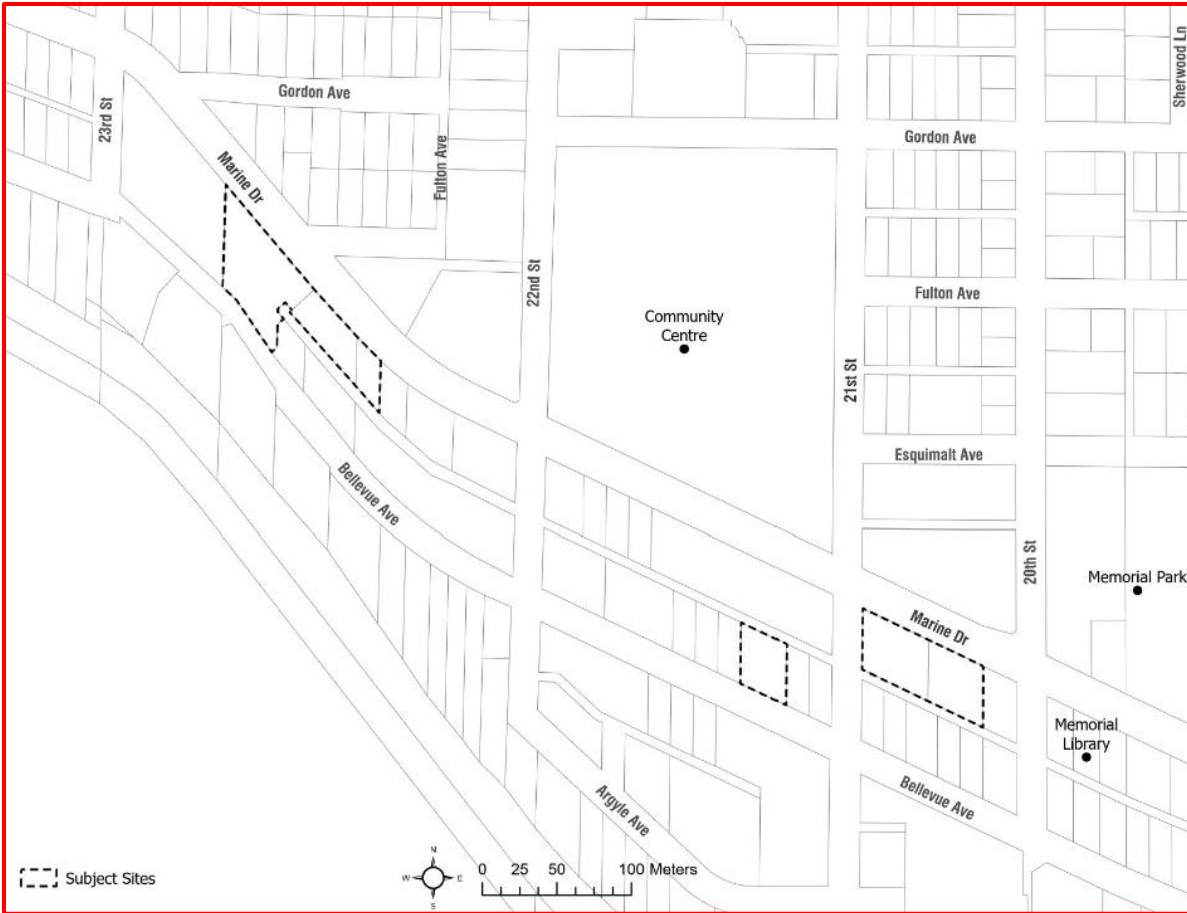 Sherwood Ln
Gordon Ave
23rd St
Gordon Ave
Fulton Ave
Marine Dr
22nd St
Fulton Ave
Community
Centre
21st St
Esquimalt Ave
Bellevue Ave
20th St
Memorial Park
Marine Dr
Memorial
Library
Bellevue Ave
Argyle Ave
Subject Sites
N
W E
S
0 25 50 100 Meters